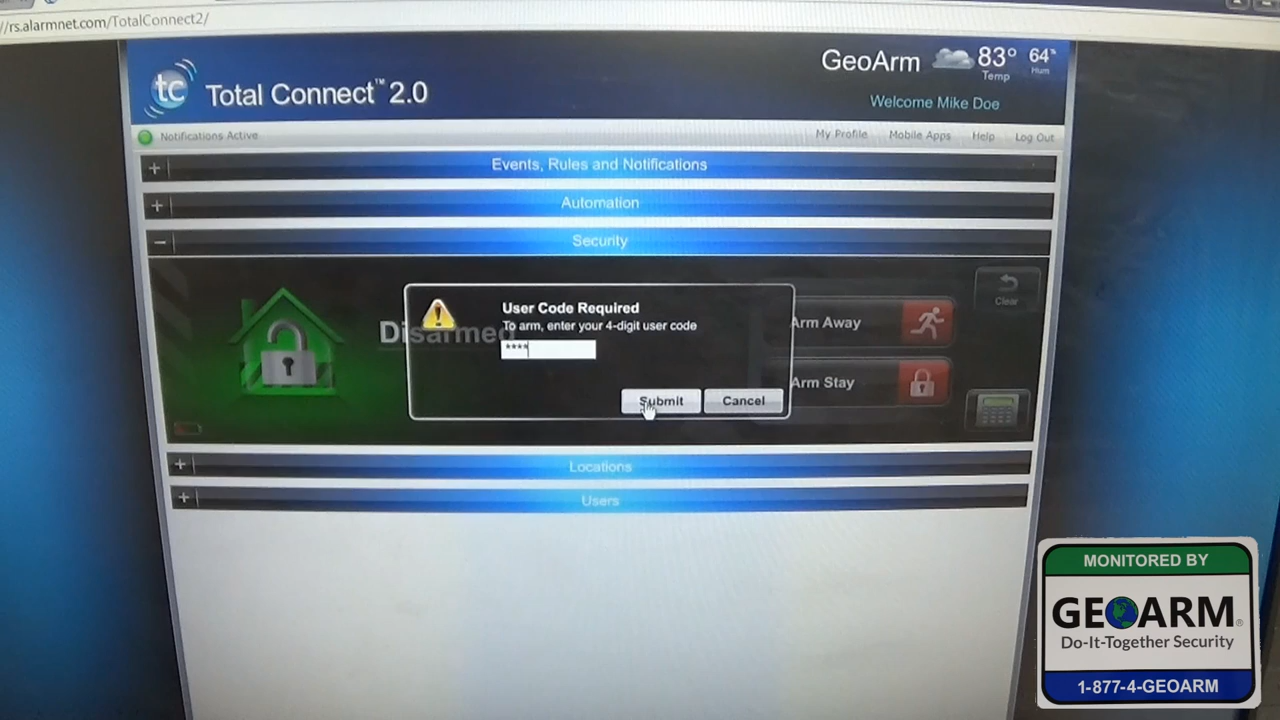 //rs.alarmnet.com/TotalConnect2/
tc
Total Connect™ 2.0
GeoArm
83°
Temp
64%
Hum
Welcome Mike Doe
Notifications Active
My Profile
Mobile Apps
Help
Log Out
Events, Rules and Notifications
Automation
Security
Disarmed
User Code Required
To arm, enter your 4-digit user code
****
Submit
Cancel
Arm Away
Arm Stay
Clear
Locations
Users
MONITORED BY
GEOARM®
Do-It-Together Security
1-877-4-GEOARM